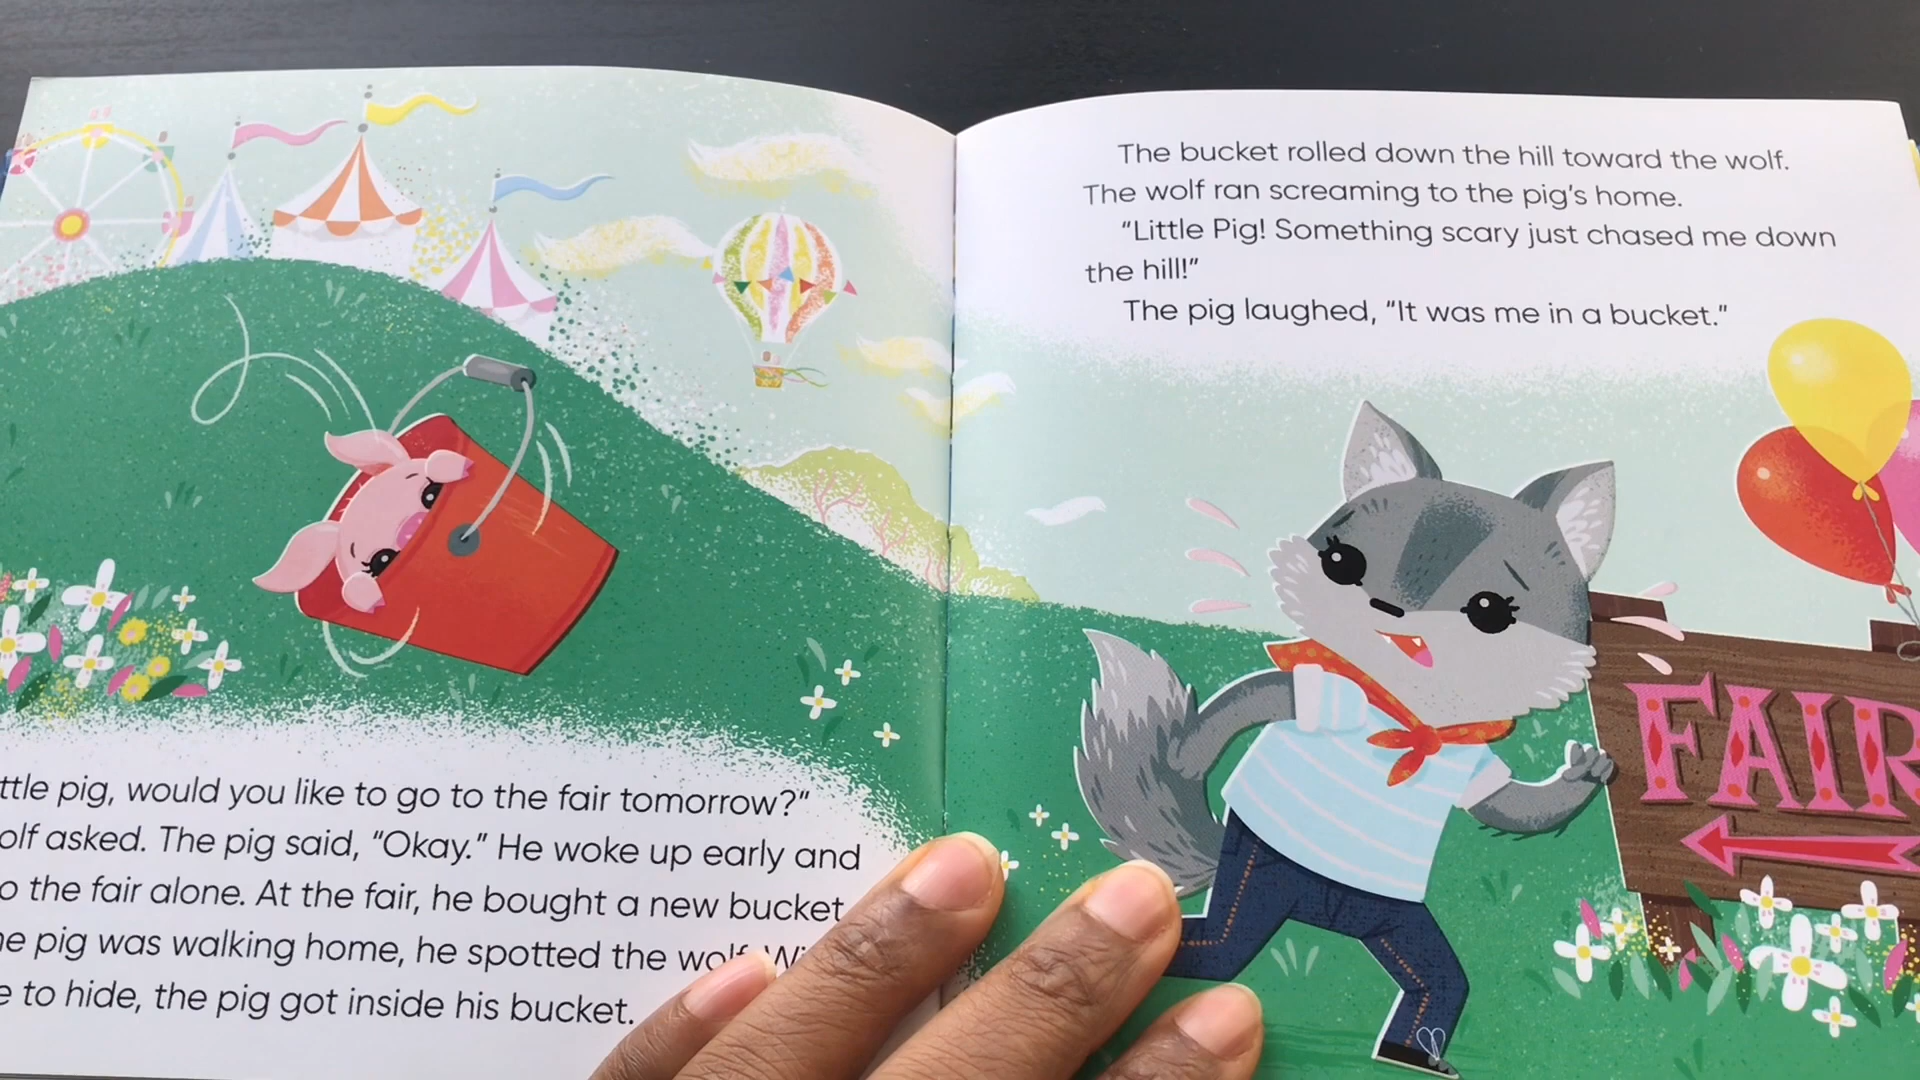 pig, would you like to go to the fair tomorrow?"
asked. The pig said, "Okay." He woke up early and
the fair alone. At the fair, he bought a new bucket
pig was walking home, he spotted the wolf.
to hide, the pig got inside his bucket.
The bucket rolled down the hill toward the wolf.
The wolf ran screaming to the pig's home.
"Little Pig! Something scary just chased me down
the hill!"
The pig laughed, "It was me in a bucket."
FAIR